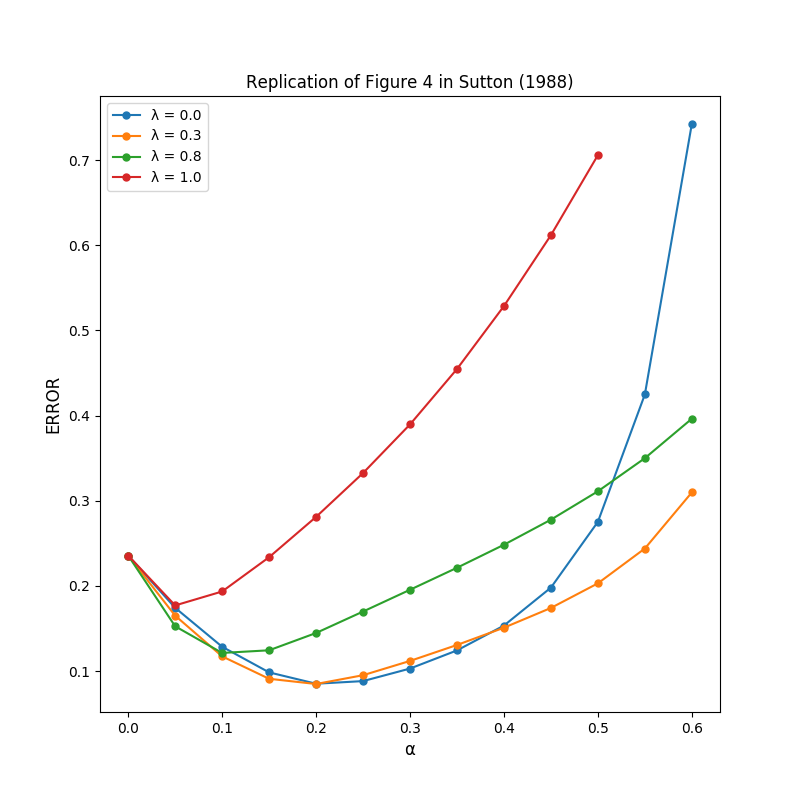 Replication of Figure 4 in Sutton (1988)
λ = 0.0
λ = 0.3
λ = 0.8
λ = 1.0
ERROR
0.7
0.6
0.5
0.4
0.3
0.2
0.1
0.0 0.1 0.2 0.3 0.4 0.5 0.6
α